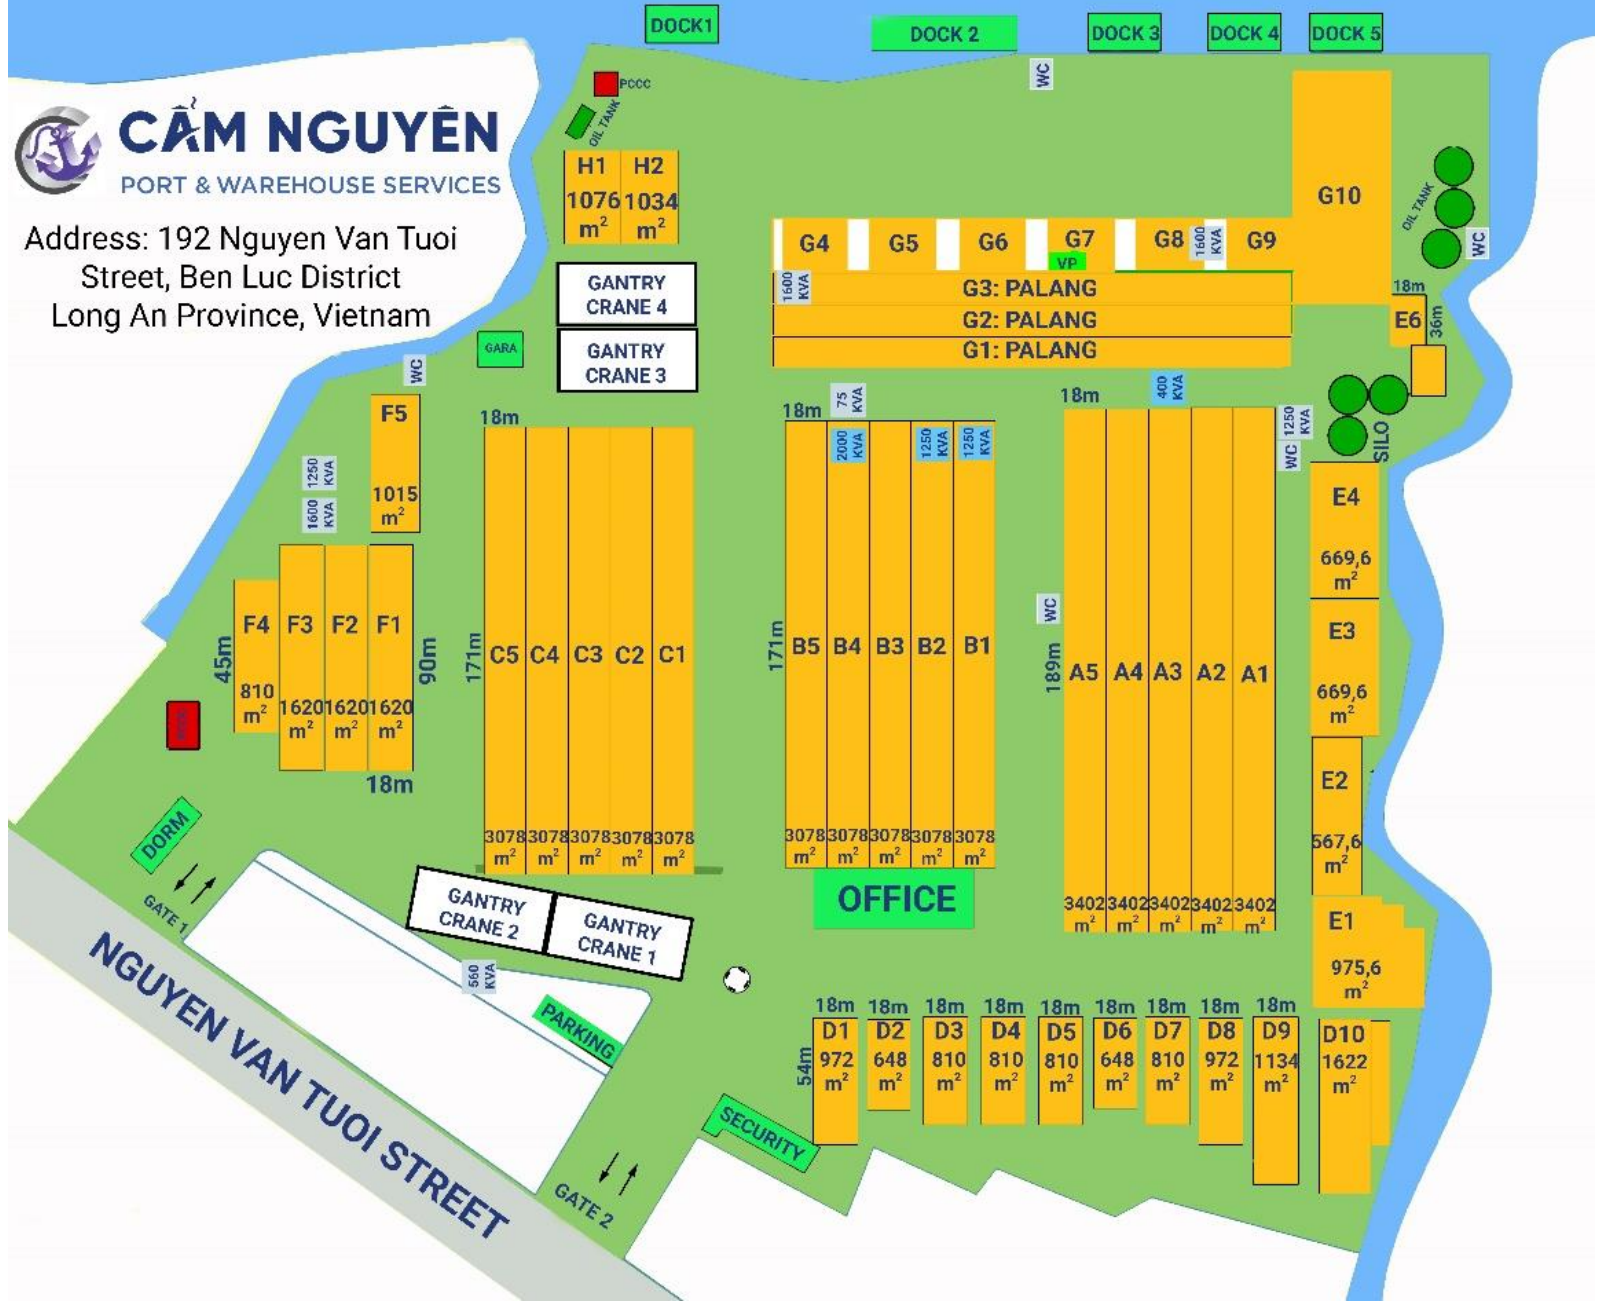 DOCK1
DOCK 2
DOCK 3
DOCK 4
DOCK 5
WC
PCCC
OIL TANK
CẨM NGUYÊN
PORT & WAREHOUSE SERVICES
Address: 192 Nguyen Van Tuoi
Street, Ben Luc District
Long An Province, Vietnam
H1
1076
m²
H2
1034
m²
GANTRY
CRANE 4
GANTRY
CRANE 3
GARA
WC
G4
G5
G6
G7
VP
G8
1600
KVA
G9
G10
OIL TANK
WC
1600
KVA
G3: PALANG
G2: PALANG
G1: PALANG
18m
E6
36m
F5
1015
m²
1250
KVA
1600
KVA
F4
810
m²
F3
1620
m²
F2
1620
m²
F1
1620
m²
45m
90m
18m
18m
171m
C5
C4
C3
C2
C1
3078
m²
3078
m²
3078
m²
3078
m²
3078
m²
18m
75
KVA
2000
KVA
1250
KVA
1250
KVA
171m
B5
B4
B3
B2
B1
3078
m²
3078
m²
3078
m²
3078
m²
3078
m²
OFFICE
18m
400
KVA
1250
KVA
WC
WC
189m
A5
A4
A3
A2
A1
3402
m²
3402
m²
3402
m²
3402
m²
3402
m²
SILO
E4
669,6
m²
E3
669,6
m²
E2
567,6
m²
E1
975,6
m²
DORM
GATE 1
GANTRY
CRANE 2
GANTRY
CRANE 1
560
KVA
PARKING
NGUYEN VAN TUOI STREET
SECURITY
GATE 2
54m
18m
D1
972
m²
18m
D2
648
m²
18m
D3
810
m²
18m
D4
810
m²
18m
D5
810
m²
18m
D6
648
m²
18m
D7
810
m²
18m
D8
972
m²
18m
D9
1134
m²
D10
1622
m²